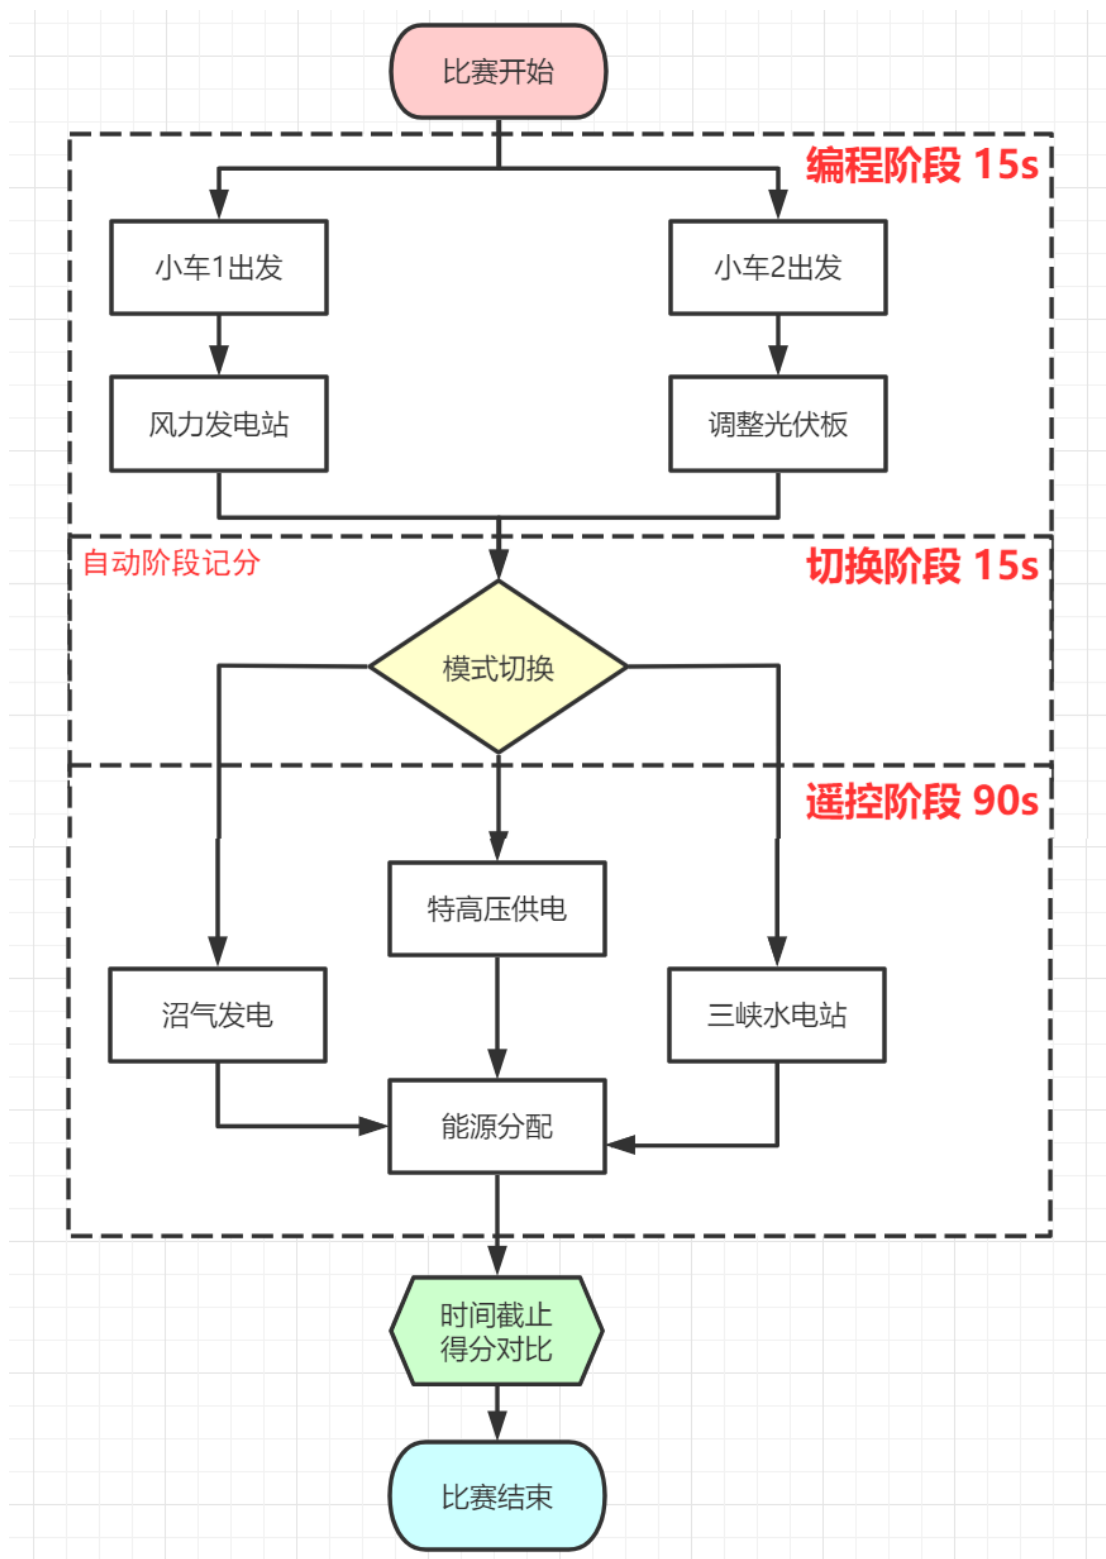 比赛开始
编程阶段 15s
小车1出发
小车2出发
风力发电站
调整光伏板
自动阶段记分
切换阶段 15s
模式切换
遥控阶段 90s
特高压供电
沼气发电
三峡水电站
能源分配
时间截止
得分对比
比赛结束